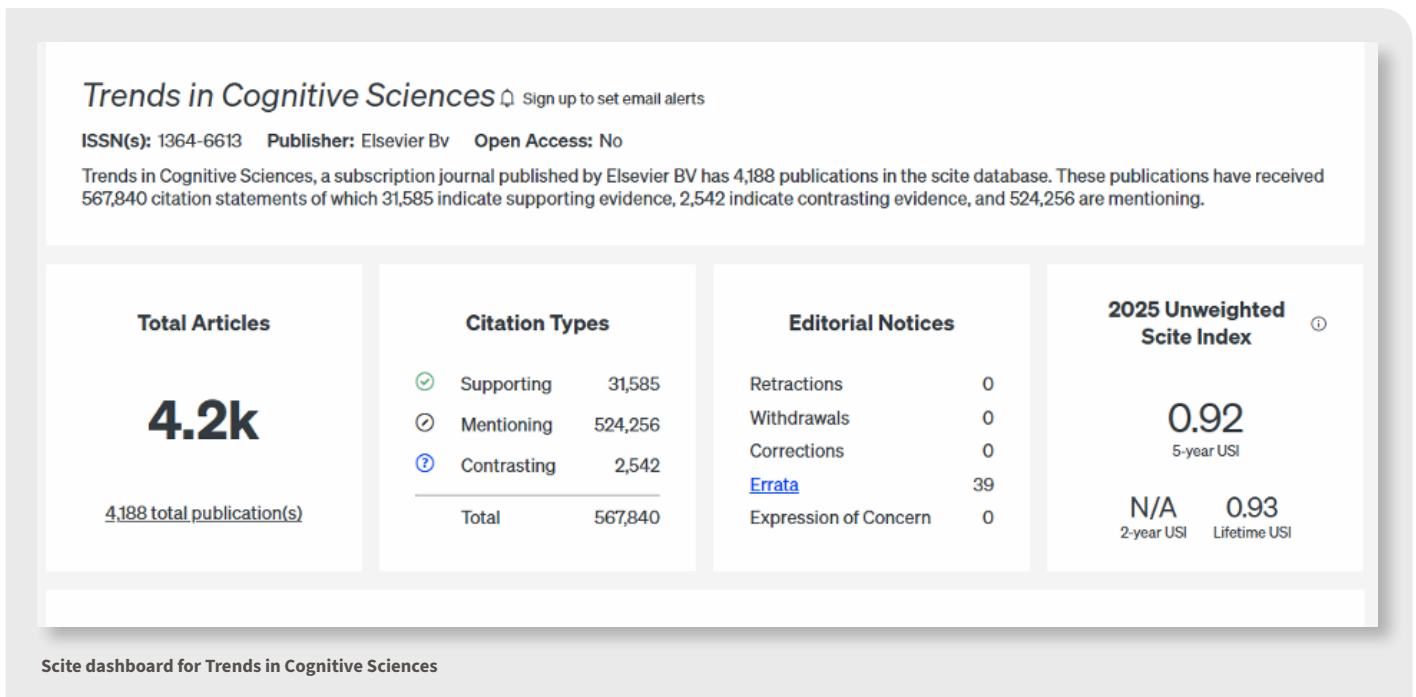 Trends in Cognitive Sciences Sign up to set email alerts
ISSN(s): 1364-6613 Publisher: Elsevier Bv Open Access: No
Trends in Cognitive Sciences, a subscription journal published by Elsevier BV has 4,188 publications in the scite database. These publications have received
567,840 citation statements of which 31,585 indicate supporting evidence, 2,542 indicate contrasting evidence, and 524,256 are mentioning.
Total Articles
4.2k
4,188 total publication(s)
Citation Types
Supporting 31,585
Mentioning 524,256
Contrasting 2,542
Total 567,840
Editorial Notices
Retractions 0
Withdrawals 0
Corrections 0
Errata 39
Expression of Concern 0
2025 Unweighted
Scite Index
0.92
5-year USI
N/A 0.93
2-year USI Lifetime USI
Scite dashboard for Trends in Cognitive Sciences